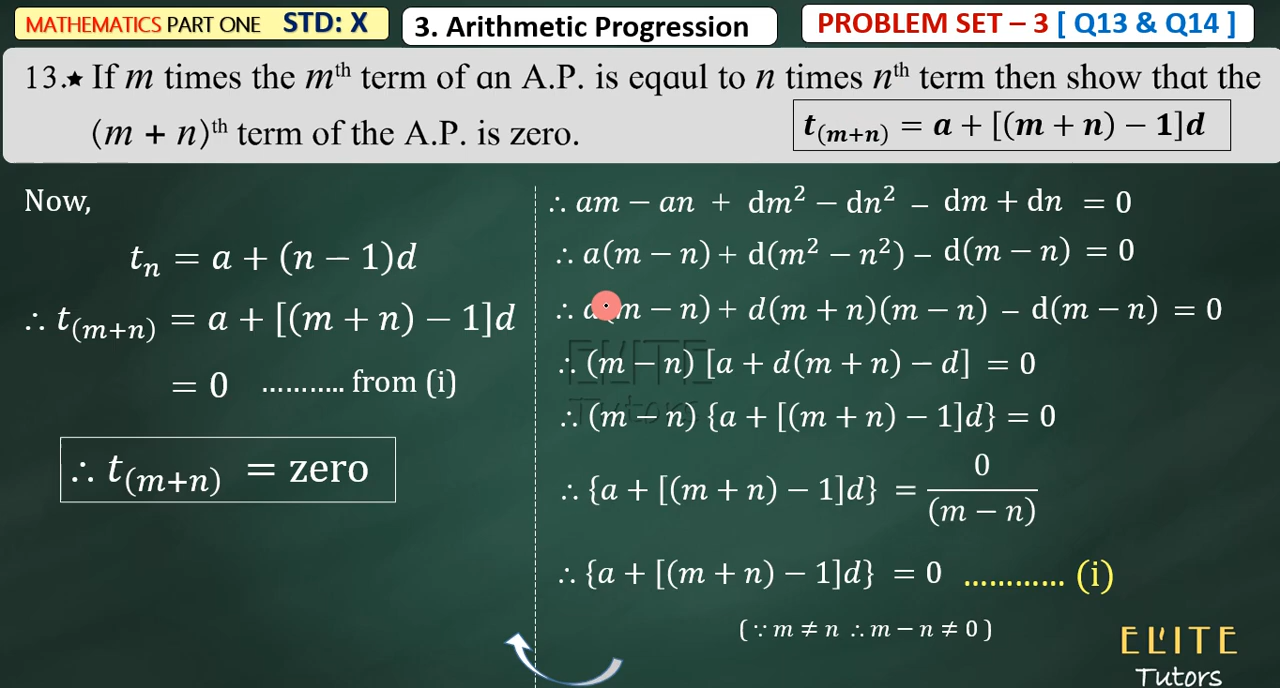 MATHEMATICS PART ONE STD: X
3. Arithmetic Progression
PROBLEM SET – 3 [ Q13 & Q14 ]
13.★ If m times the mᵗʰ term of an A.P. is eqaul to n times nᵗʰ term then show that the
(m + n)ᵗʰ term of the A.P. is zero.
t₍ₘ₊ₙ₎ = a + [(m + n) − 1]d
Now,
tₙ = a + (n − 1)d
∴ t₍ₘ₊ₙ₎ = a + [(m + n) − 1]d
= 0 ........... from (i)
∴ t₍ₘ₊ₙ₎ = zero
∴ am − an + dm² − dn² − dm + dn = 0
∴ a(m − n) + d(m² − n²) − d(m − n) = 0
∴ a(m − n) + d(m + n)(m − n) − d(m − n) = 0
∴ (m − n) [a + d(m + n) − d] = 0
∴ (m − n) {a + [(m + n) − 1]d} = 0
∴ {a + [(m + n) − 1]d} = 0/(m − n)
∴ {a + [(m + n) − 1]d} = 0 ............ (i)
(∵ m ≠ n ∴ m − n ≠ 0)
ELITE
Tutors
ELITE
Tutors